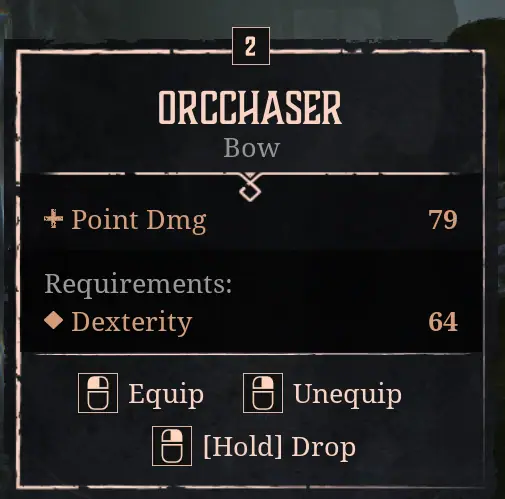 2
ORCCHASER
Bow
Point Dmg 79
Requirements:
Dexterity 64
Equip Unequip
[Hold] Drop